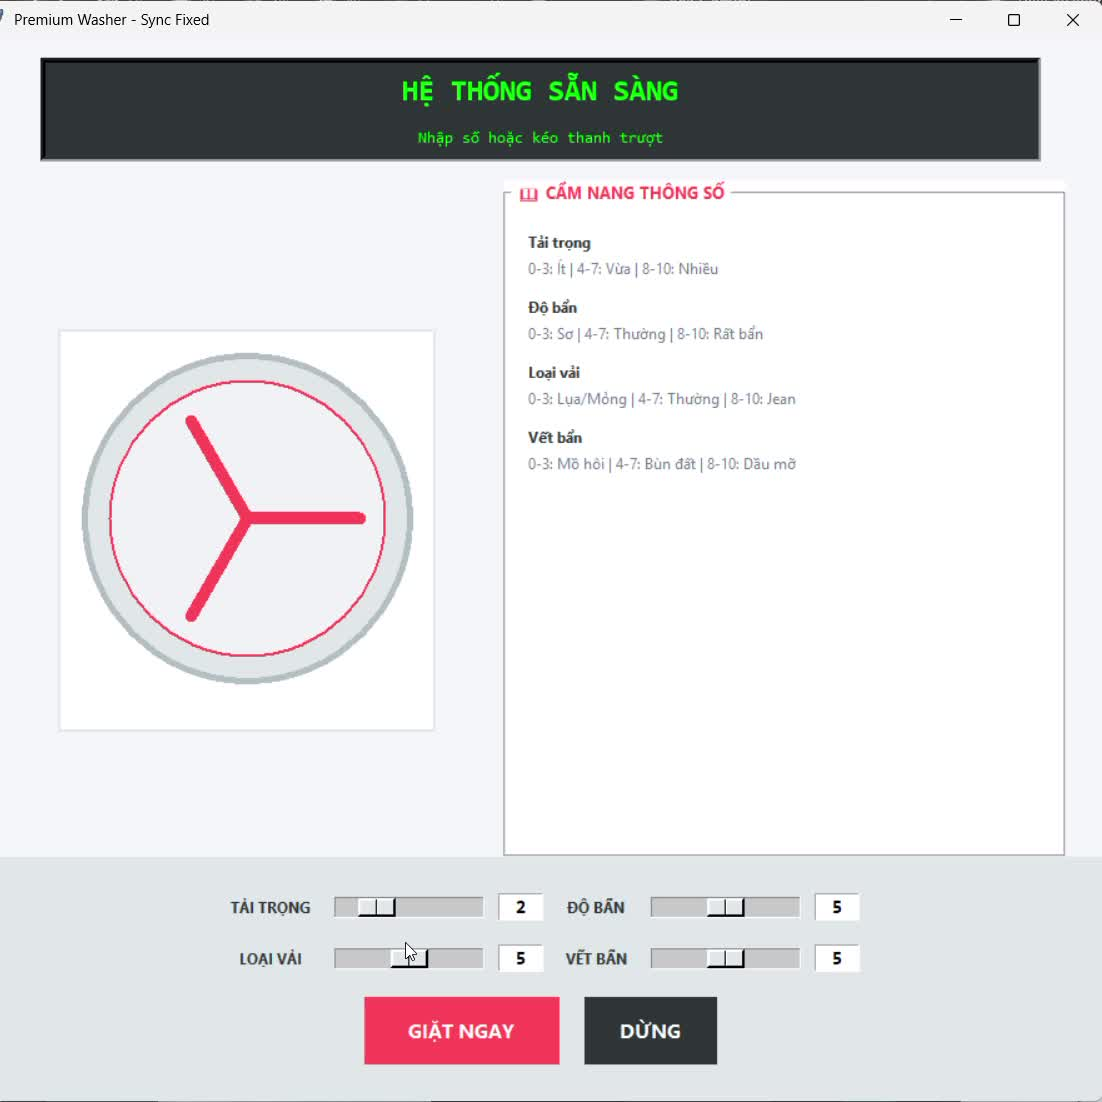 Premium Washer - Sync Fixed
HỆ THỐNG SẴN SÀNG
Nhập số hoặc kéo thanh trượt
CẨM NANG THÔNG SỐ
Tải trọng
0-3: Ít | 4-7: Vừa | 8-10: Nhiều
Độ bẩn
0-3: Sơ | 4-7: Thường | 8-10: Rất bẩn
Loại vải
0-3: Lụa/Mỏng | 4-7: Thường | 8-10: Jean
Vết bẩn
0-3: Mồ hôi | 4-7: Bùn đất | 8-10: Dầu mỡ
TẢI TRỌNG 2 ĐỘ BẨN 5
LOẠI VẢI 5 VẾT BẨN 5
GIẶT NGAY DỪNG